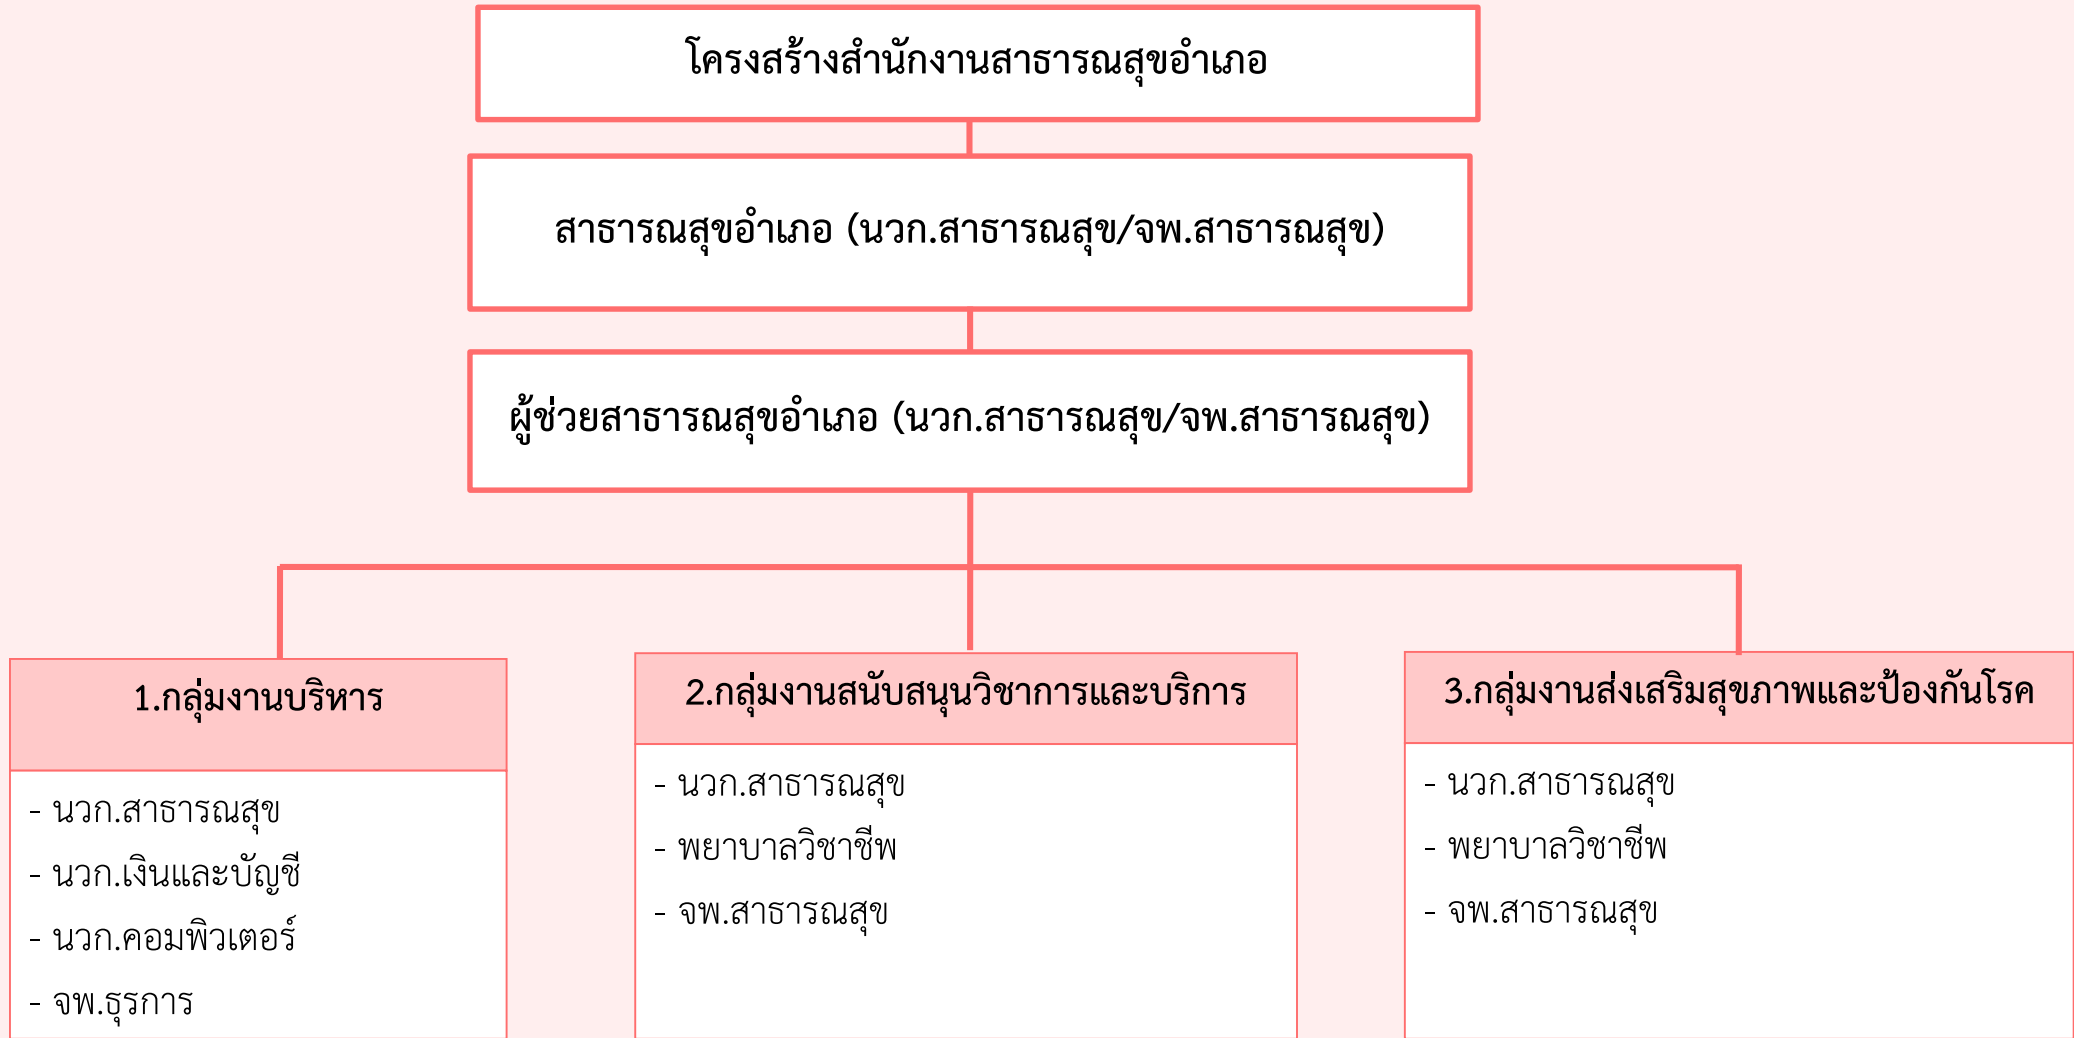 โครงสร้างสำนักงานสาธารณสุขอำเภอ
สาธารณสุขอำเภอ (นวก.สาธารณสุข/จพ.สาธารณสุข)
ผู้ช่วยสาธารณสุขอำเภอ (นวก.สาธารณสุข/จพ.สาธารณสุข)
1.กลุ่มงานบริหาร
- นวก.สาธารณสุข
- นวก.เงินและบัญชี
- นวก.คอมพิวเตอร์
- จพ.ธุรการ
2.กลุ่มงานสนับสนุนวิชาการและบริการ
- นวก.สาธารณสุข
- พยาบาลวิชาชีพ
- จพ.สาธารณสุข
3.กลุ่มงานส่งเสริมสุขภาพและป้องกันโรค
- นวก.สาธารณสุข
- พยาบาลวิชาชีพ
- จพ.สาธารณสุข